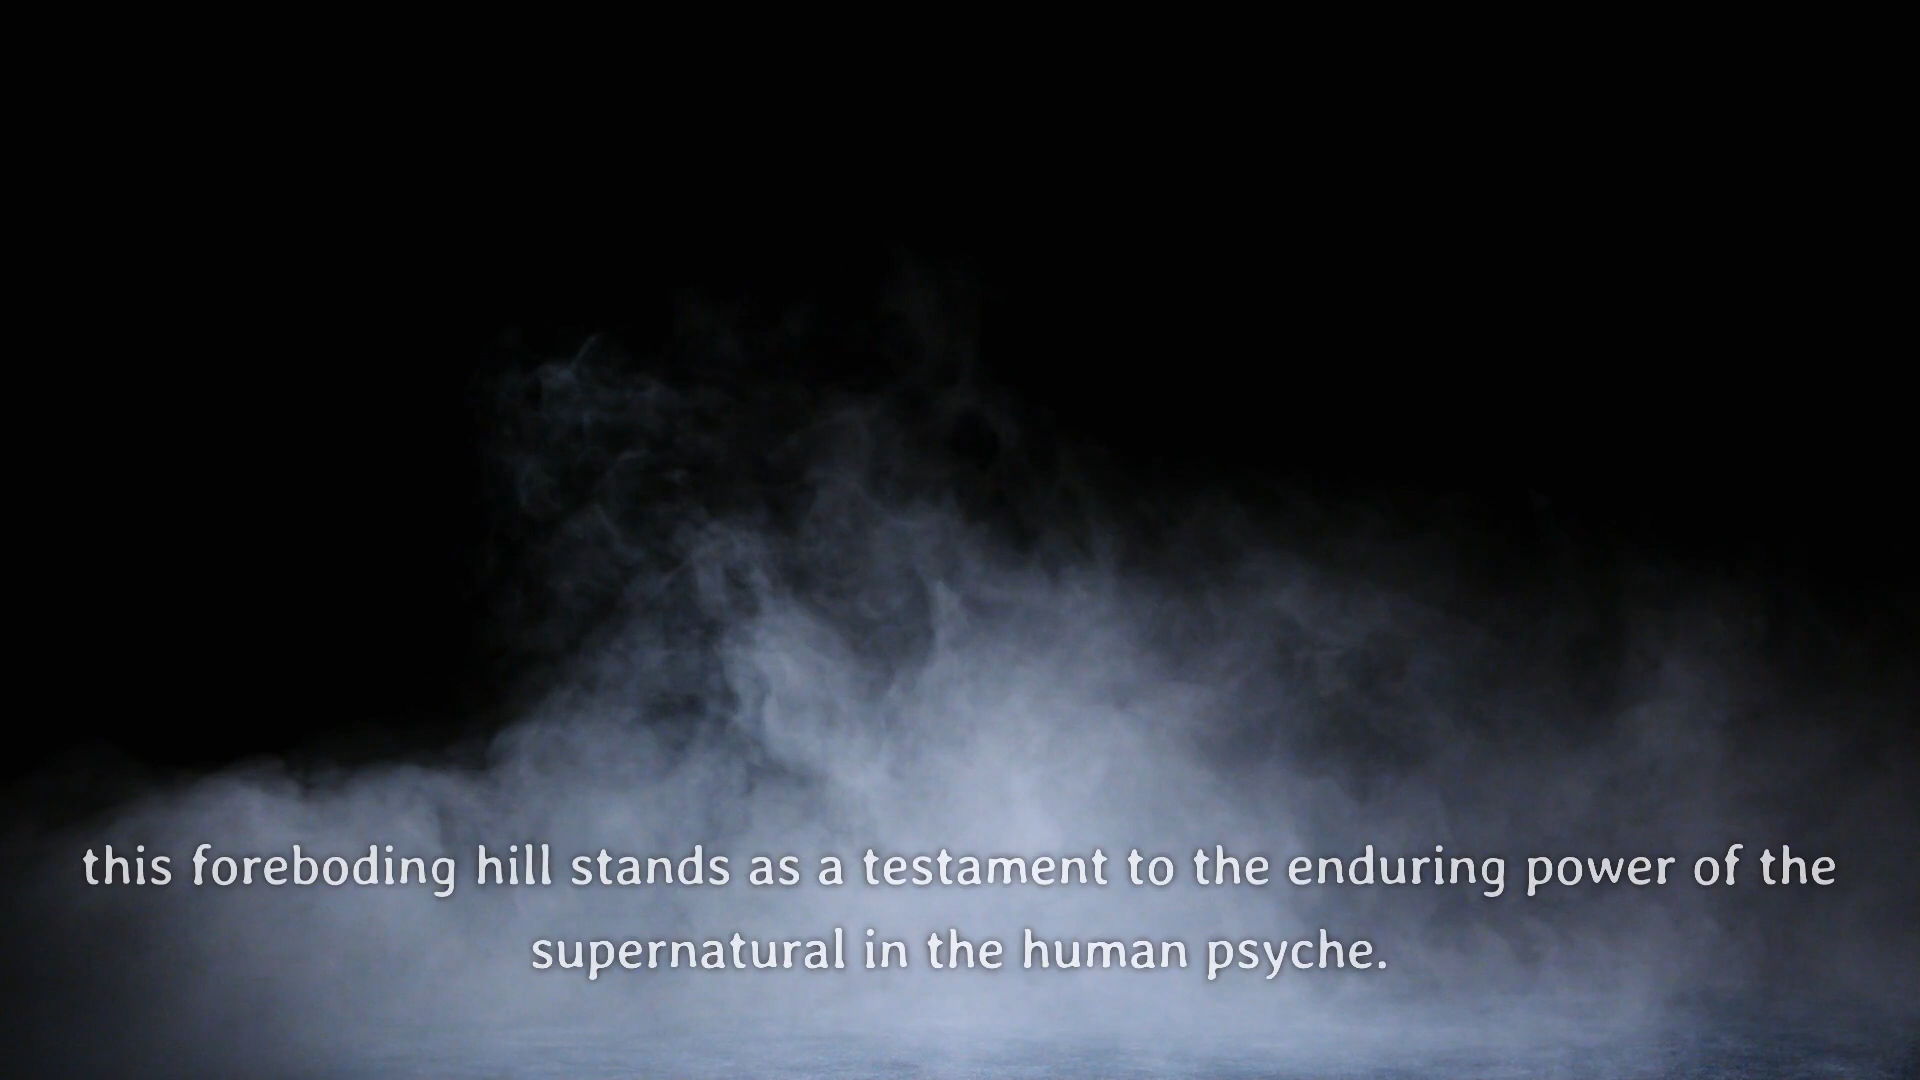 this foreboding hill stands as a testament to the enduring power of the
supernatural in the human psyche.